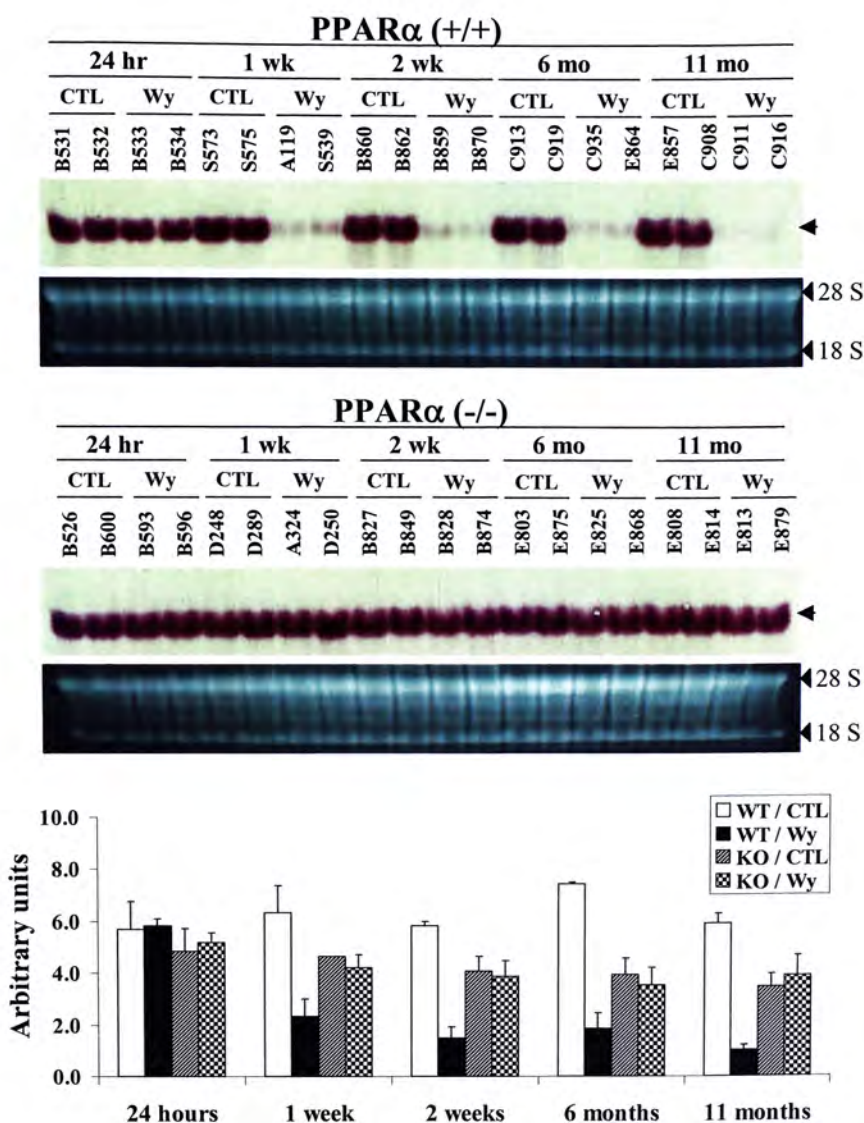 PPARα (+/+)
24 hr 1 wk 2 wk 6 mo 11 mo
CTL Wy CTL Wy CTL Wy CTL Wy CTL Wy
B531 B532 B533 B534 S573 S575 A119 S539 B860 B862 B859 B870 C913 C919 C935 E864 E857 C908 C911 C916
28 S
18 S
PPARα (-/-)
24 hr 1 wk 2 wk 6 mo 11 mo
CTL Wy CTL Wy CTL Wy CTL Wy CTL Wy
B526 B600 B593 B596 D248 D289 A324 D250 B827 B849 B828 B874 E803 E875 E825 E868 E808 E814 E813 E879
28 S
18 S
Arbitrary units
10.0
8.0
6.0
4.0
2.0
0.0
WT / CTL
WT / Wy
KO / CTL
KO / Wy
24 hours 1 week 2 weeks 6 months 11 months